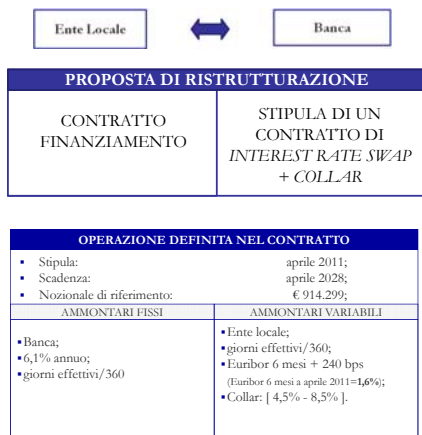 Ente Locale
Banca
PROPOSTA DI RISTRUTTURAZIONE
CONTRATTO
FINANZIAMENTO
STIPULA DI UN
CONTRATTO DI
INTEREST RATE SWAP
+ COLLAR
OPERAZIONE DEFINITA NEL CONTRATTO
▪ Stipula: aprile 2011;
▪ Scadenza: aprile 2028;
▪ Nozionale di riferimento: € 914.299;
AMMONTARI FISSI
▪Banca;
▪6,1% annuo;
▪giorni effettivi/360
AMMONTARI VARIABILI
▪Ente locale;
▪giorni effettivi/360;
▪Euribor 6 mesi + 240 bps
(Euribor 6 mesi a aprile 2011=1,6%);
▪Collar: [ 4,5% - 8,5% ].